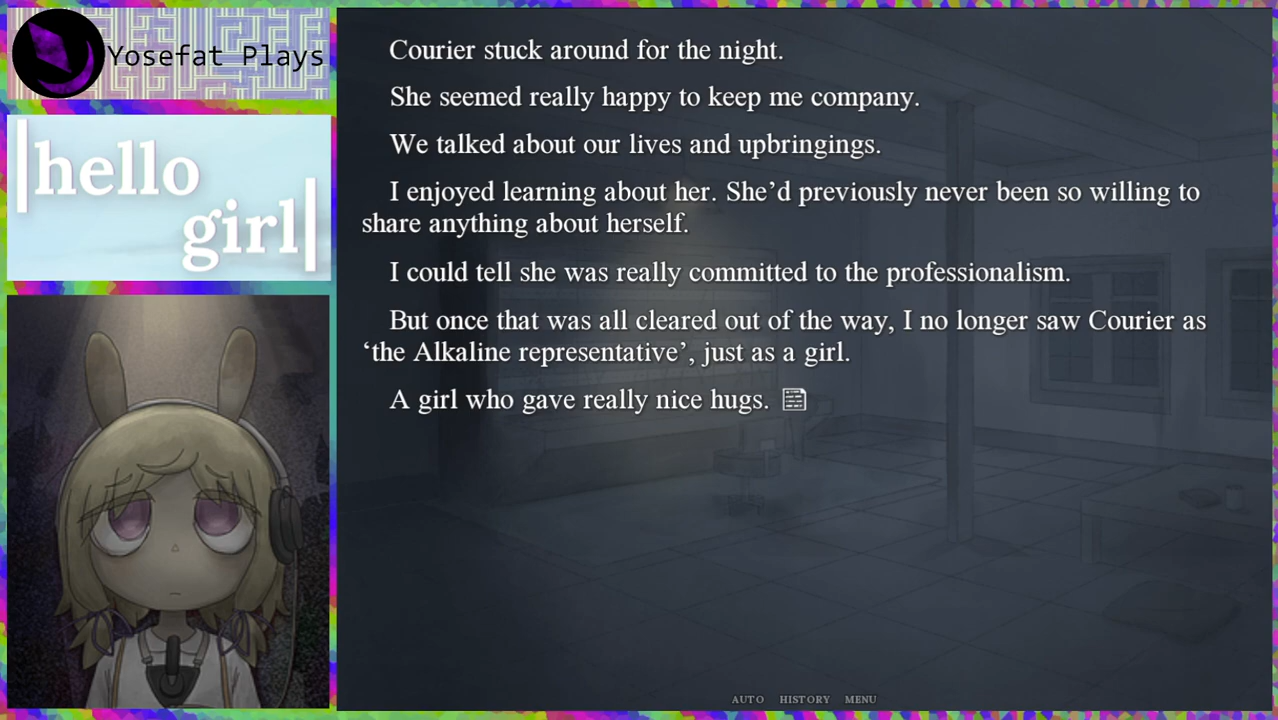 Yosefat Plays
|hello
girl|
Courier stuck around for the night.
She seemed really happy to keep me company.
We talked about our lives and upbringings.
I enjoyed learning about her. She’d previously never been so willing to
share anything about herself.
I could tell she was really committed to the professionalism.
But once that was all cleared out of the way, I no longer saw Courier as
‘the Alkaline representative’, just as a girl.
A girl who gave really nice hugs.
AUTO HISTORY MENU